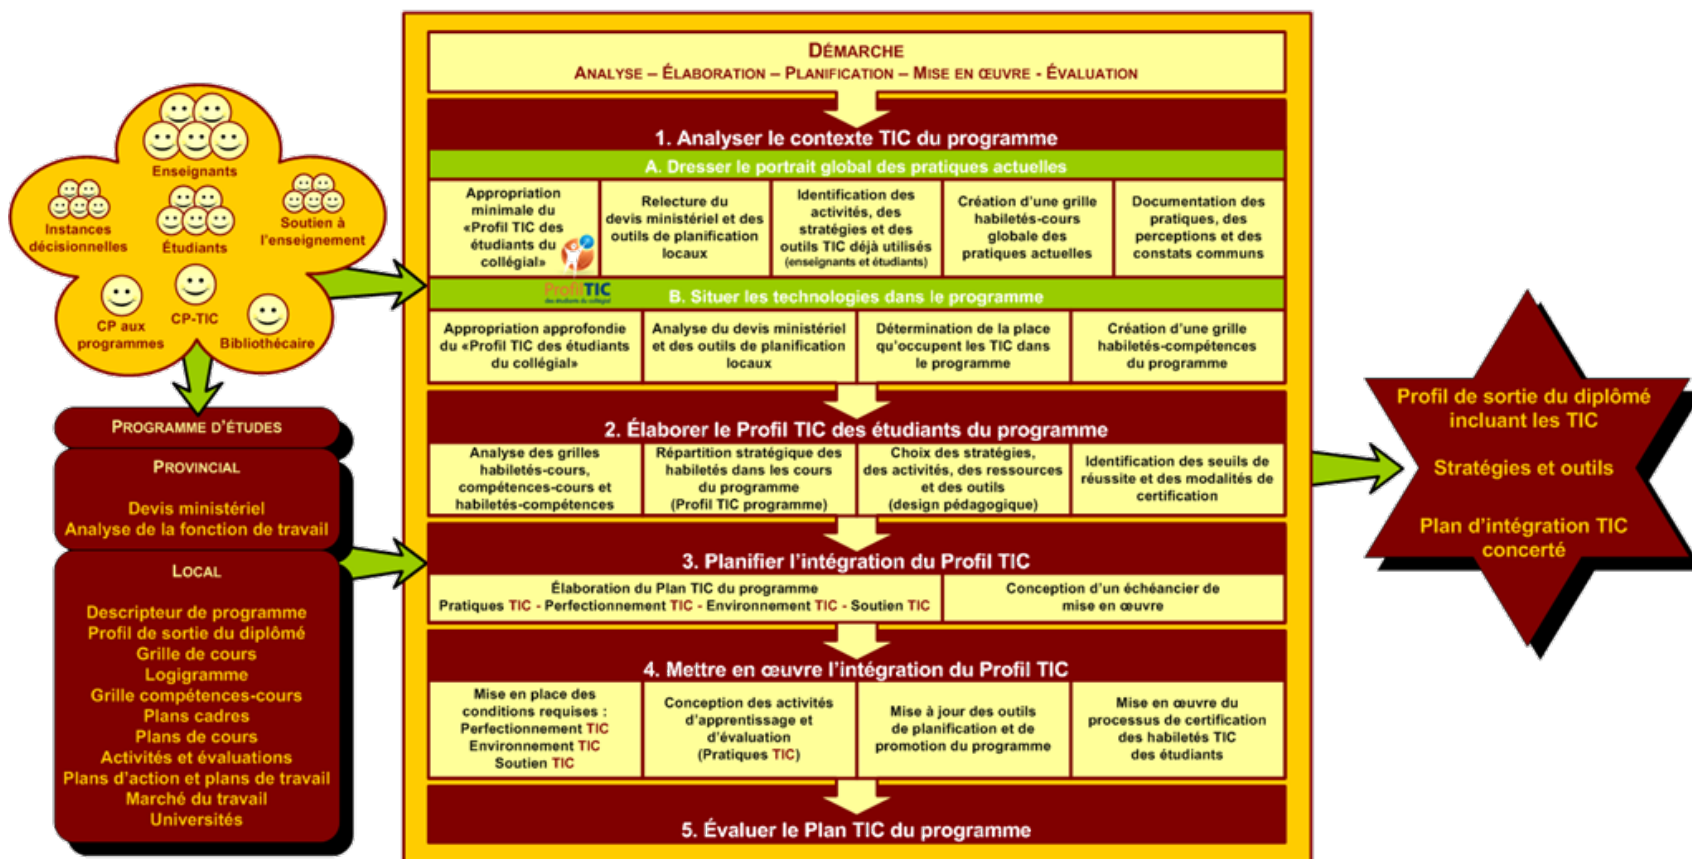 DÉMARCHE
ANALYSE – ÉLABORATION – PLANIFICATION – MISE EN ŒUVRE - ÉVALUATION
1. Analyser le contexte TIC du programme
A. Dresser le portrait global des pratiques actuelles
Appropriation
minimale du
«Profil TIC des
étudiants du
collégial»
Relecture du
devis ministériel et des
outils de planification
locaux
Identification des
activités, des
stratégies et des
outils TIC déjà utilisés
(enseignants et étudiants)
Création d'une grille
habiletés-cours
globale des
pratiques actuelles
Documentation des
pratiques, des
perceptions et des
constats communs
ProfilTIC
des étudiants du collégial
B. Situer les technologies dans le programme
Appropriation approfondie
du «Profil TIC des étudiants
du collégial»
Analyse du devis ministériel
et des outils de planification
locaux
Détermination de la place
qu'occupent les TIC dans
le programme
Création d'une grille
habiletés-compétences
du programme
2. Élaborer le Profil TIC des étudiants du programme
Analyse des grilles
habiletés-cours,
compétences-cours et
habiletés-compétences
Répartition stratégique des
habiletés dans les cours
du programme
(Profil TIC programme)
Choix des stratégies,
des activités, des ressources
et des outils
(design pédagogique)
Identification des seuils de
réussite et des modalités de
certification
3. Planifier l'intégration du Profil TIC
Élaboration du Plan TIC du programme
Pratiques TIC - Perfectionnement TIC - Environnement TIC - Soutien TIC
Conception d'un échéancier de
mise en œuvre
4. Mettre en œuvre l'intégration du Profil TIC
Mise en place des
conditions requises :
Perfectionnement TIC
Environnement TIC
Soutien TIC
Conception des activités
d'apprentissage et
d'évaluation
(Pratiques TIC)
Mise à jour des outils
de planification et de
promotion du programme
Mise en œuvre du
processus de certification
des habiletés TIC
des étudiants
5. Évaluer le Plan TIC du programme
Enseignants
Instances
décisionnelles
Étudiants
Soutien à
l'enseignement
CP aux
programmes
CP-TIC
Bibliothécaire
PROGRAMME D'ÉTUDES
PROVINCIAL
Devis ministériel
Analyse de la fonction de travail
LOCAL
Descripteur de programme
Profil de sortie du diplômé
Grille de cours
Logigramme
Grille compétences-cours
Plans cadres
Plans de cours
Activités et évaluations
Plans d'action et plans de travail
Marché du travail
Universités
Profil de sortie du diplômé
incluant les TIC
Stratégies et outils
Plan d'intégration TIC
concerté